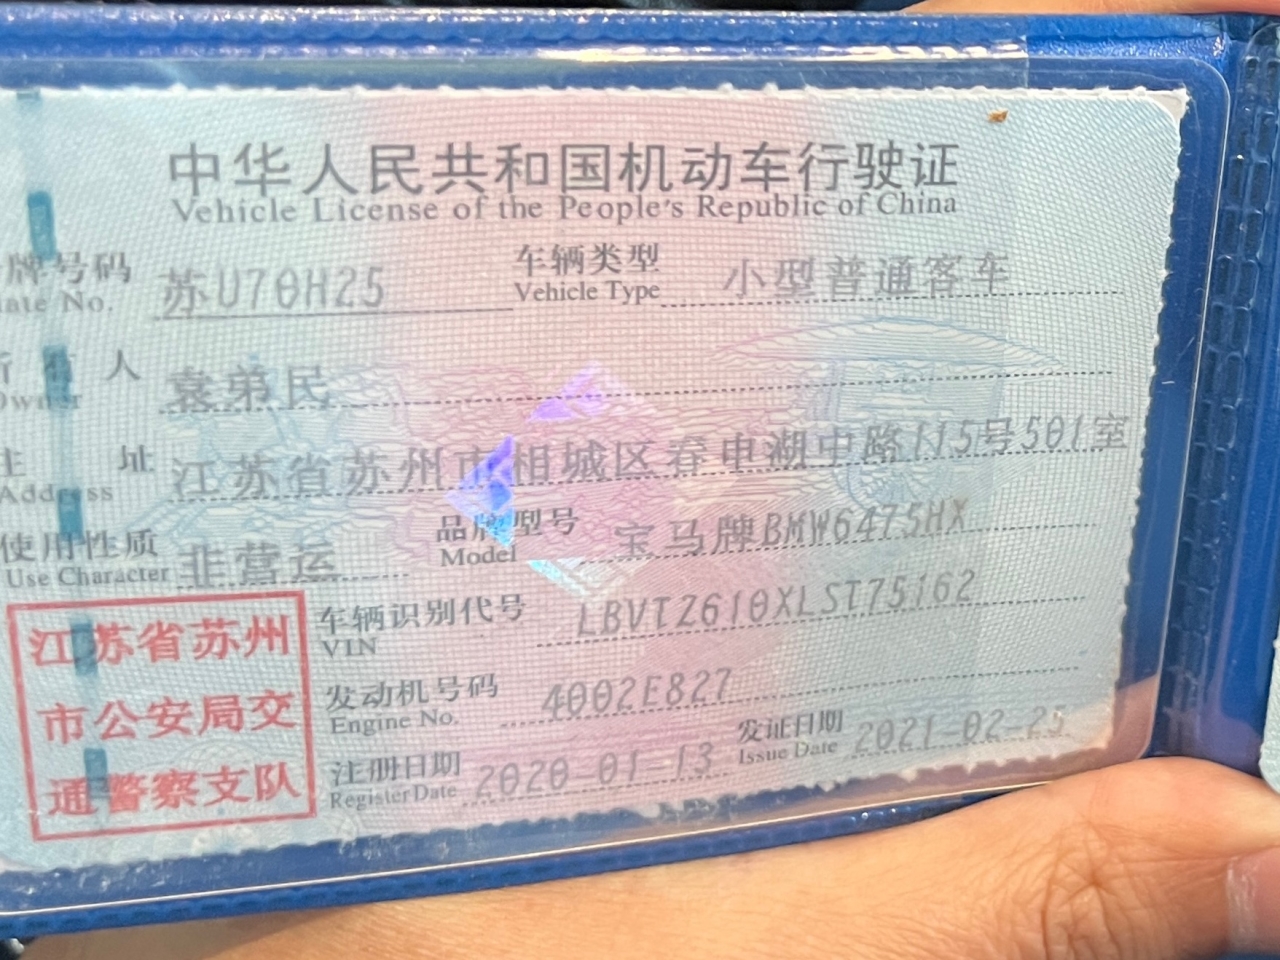 中华人民共和国机动车行驶证
Vehicle License of the People's Republic of China
牌号码 苏U70H25 车辆类型 小型普通客车
ate No. Vehicle Type
所有人 袁弟民
Owner
址 江苏省苏州市相城区春申湖中路115号501室
Address
使用性质 非营运 品牌型号 宝马牌BMW6475HX
Use Character Model
车辆识别代号 LBVTZ610XLST75162
VIN
发动机号码 4002E827
Engine No.
发证日期 2021-02-25
Issue Date
注册日期 2020-01-13
Register Date
江苏省苏州
市公安局交
通警察支队